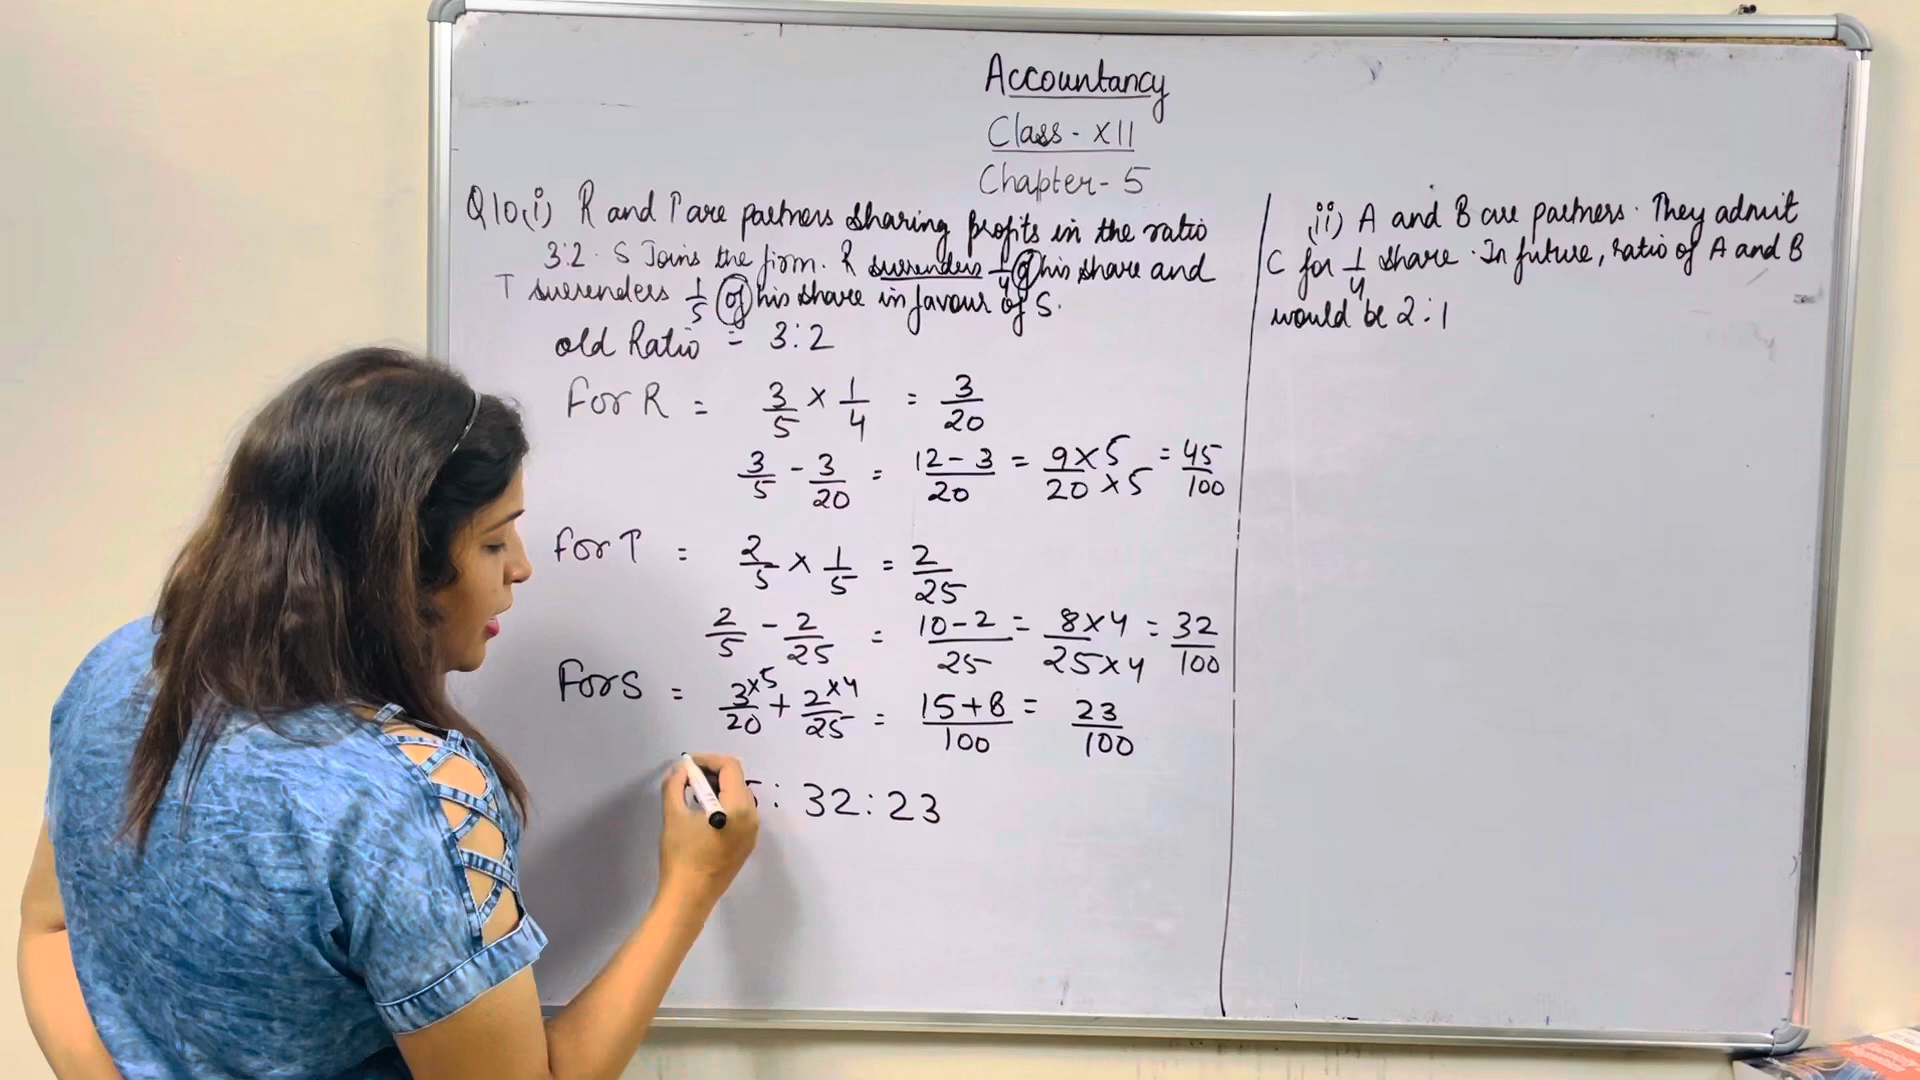 Accountancy
Class - XII
Chapter - 5
Q10,i) R and T are partners sharing profits in the ratio
3:2. S Joins the firm. R surrenders 1/4 of his share and
T surrenders 1/5 of his share in favour of S.
old Ratio = 3:2
For R = 3/5 × 1/4 = 3/20
3/5 - 3/20 = 12-3/20 = 9×5/20×5 = 45/100
For T = 2/5 × 1/5 = 2/25
2/5 - 2/25 = 10-2/25 = 8×4/25×4 = 32/100
For S = 3×5/20 + 2×4/25 = 15+8/100 = 23/100
5 : 32 : 23
ii) A and B are partners. They admit
C for 1/4 share. In future, ratio of A and B
would be 2:1